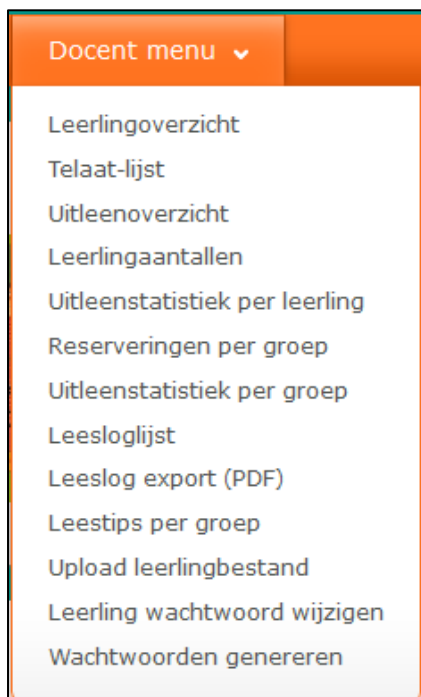 Docent menu
Leerlingoverzicht
Telaat-lijst
Uitleenoverzicht
Leerlingaantallen
Uitleenstatistiek per leerling
Reserveringen per groep
Uitleenstatistiek per groep
Leesloglijst
Leeslog export (PDF)
Leestips per groep
Upload leerlingbestand
Leerling wachtwoord wijzigen
Wachtwoorden genereren